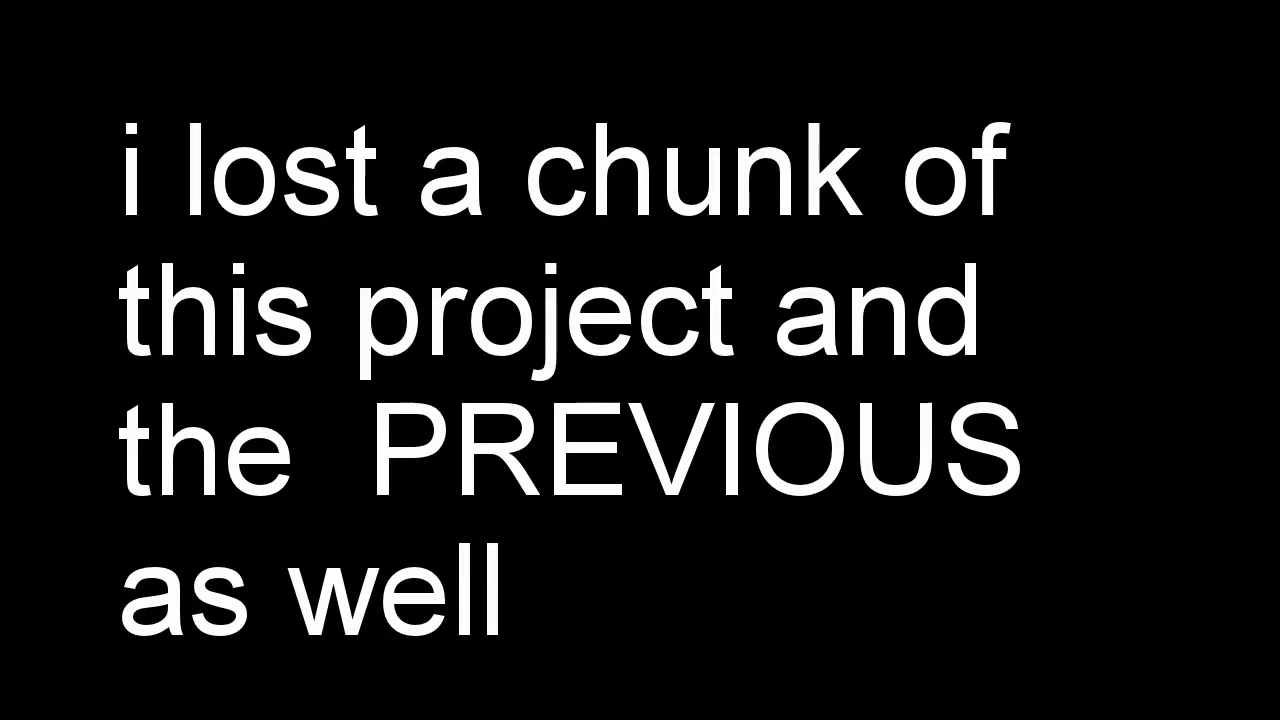 i lost a chunk of
this project and
the  PREVIOUS
as well